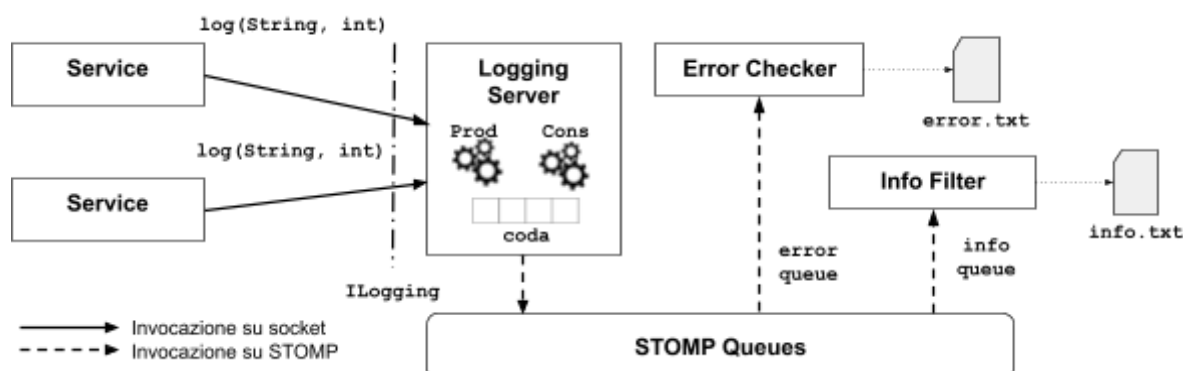 log(String, int)
Service
Logging
Server
Prod
Cons
coda
log(String, int)
Service
ILogging
Error Checker
error.txt
Info Filter
info.txt
error
queue
info
queue
STOMP Queues
Invocazione su socket
Invocazione su STOMP